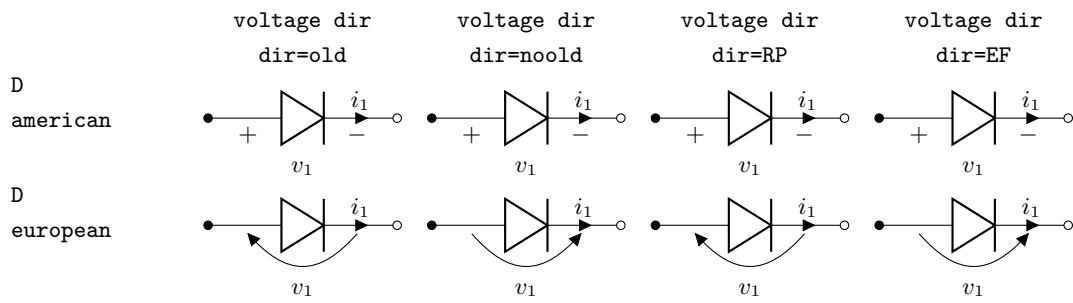 voltage dir voltage dir voltage dir voltage dir
dir=old dir=noold dir=RP dir=EF
D
american
i₁ i₁ i₁ i₁
+ − + − + − + −
v₁ v₁ v₁ v₁
D
european
i₁ i₁ i₁ i₁
v₁ v₁ v₁ v₁